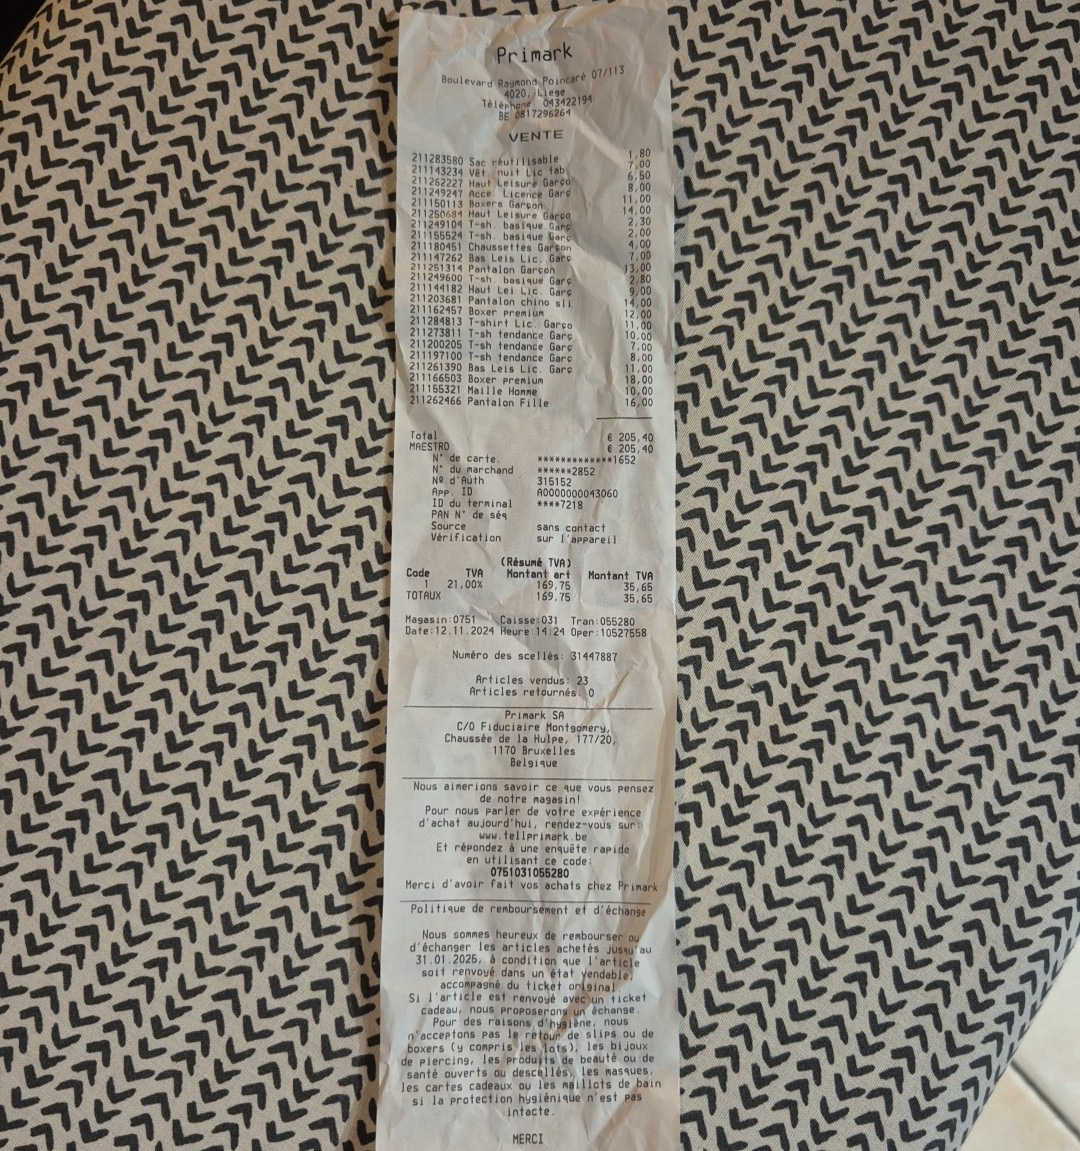 Primark
Boulevard Raymond Poincaré 07/113
4020, Liege
Téléphone: 043422194
BE 0817296264
VENTE
211283580 Sac réutilisable 1,80
211143234 Vêt. nuit Lic tab 7,00
211262227 Haut Leisure Garço 6,50
211249247 Acce. Licence Garç 8,00
211150113 Boxers Garçon 11,00
211250684 Haut Leisure Garço 14,00
211249104 T-sh. basique Garç 2,30
211155524 T-sh. basique Garç 2,00
211180451 Chaussettes Garçon 4,00
211147262 Bas Leis Lic. Garç 7,00
211251314 Pantalon Garçon 13,00
211249600 T-sh. basique Garç 2,80
211144182 Haut Lei Lic. Garç 9,00
211203681 Pantalon chino sli 14,00
211162457 Boxer premium 12,00
211284813 T-shirt Lic. Garço 11,00
211273811 T-sh tendance Garç 10,00
211200205 T-sh tendance Garç 7,00
211197100 T-sh tendance Garç 8,00
211261390 Bas Leis Lic. Garç 11,00
211166503 Boxer premium 18,00
211155321 Maille Homme 10,00
211262466 Pantalon Fille 16,00
Total € 205,40
MAESTRO € 205,40
N° de carte. *************1652
N° du marchand ******2852
Nº d'Auth 315152
App. ID A0000000043060
ID du terminal ****7218
PAN N° de séq
Source sans contact
Vérification sur l'appareil
(Résumé TVA)
Code TVA Montant art Montant TVA
1 21,00% 169,75 35,65
TOTAUX 169,75 35,65
Magasin:0751 Caisse:031 Tran:055280
Date:12.11.2024 Heure:14:24 Oper:10527558
Numéro des scellés: 31447887
Articles vendus: 23
Articles retournés: 0
Primark SA
C/O Fiduciaire Montgomery,
Chaussée de la Hulpe, 177/20,
1170 Bruxelles
Belgique
Nous aimerions savoir ce que vous pensez
de notre magasin!
Pour nous parler de votre expérience
d'achat aujourd'hui, rendez-vous sur:
www.tellprimark.be
Et répondez à une enquête rapide
en utilisant ce code:
0751031055280
Merci d'avoir fait vos achats chez Primark
Politique de remboursement et d'échange
Nous sommes heureux de rembourser ou
d'échanger les articles achetés jusqu'au
31.01.2025, à condition que l'article
soit renvoyé dans un état vendable,
accompagné du ticket original
Si l'article est renvoyé avec un ticket
cadeau, nous proposerons un échange.
Pour des raisons d'hygiène, nous
n'acceptons pas le retour de slips ou de
boxers (y compris les lots), les bijoux
de piercing, les produits de beauté ou de
santé ouverts ou descellés, les masques,
les cartes cadeaux ou les maillots de bain
si la protection hygiénique n'est pas
intacte.
MERCI